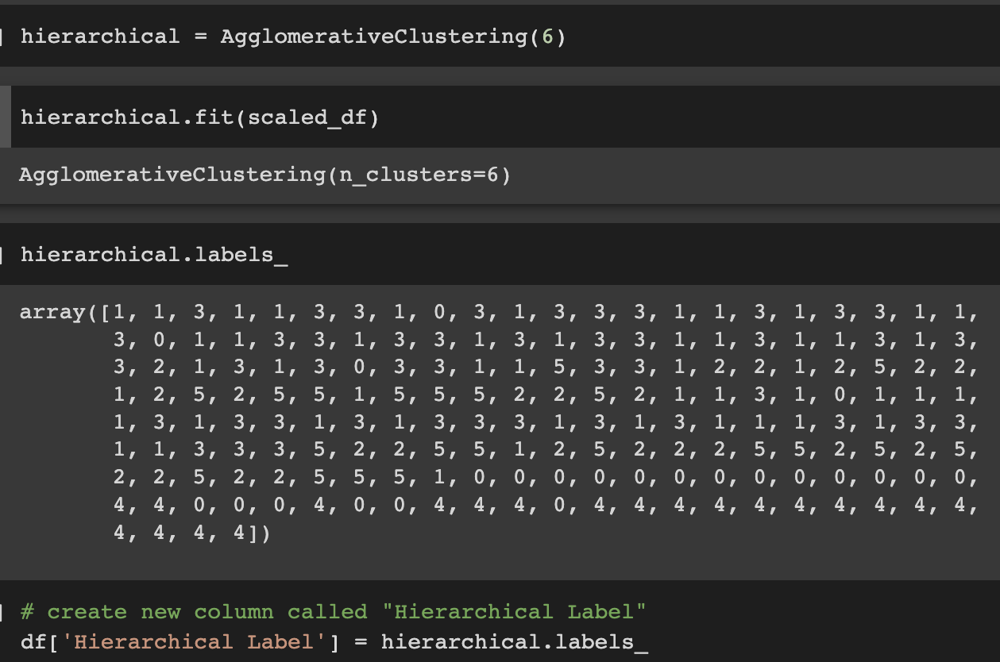 hierarchical = AgglomerativeClustering(6)
hierarchical.fit(scaled_df)
AgglomerativeClustering(n_clusters=6)
hierarchical.labels_
array([1, 1, 3, 1, 1, 3, 3, 1, 0, 3, 1, 3, 3, 3, 1, 1, 3, 1, 3, 3, 1, 1,
3, 0, 1, 1, 3, 3, 1, 3, 3, 1, 3, 1, 3, 3, 1, 1, 3, 1, 1, 3, 1, 3,
3, 2, 1, 3, 1, 3, 0, 3, 3, 1, 1, 5, 3, 3, 1, 2, 2, 1, 2, 5, 2, 2,
1, 2, 5, 2, 5, 5, 1, 5, 5, 5, 2, 2, 5, 2, 1, 1, 3, 1, 0, 1, 1, 1,
1, 3, 1, 3, 3, 1, 3, 1, 3, 3, 3, 1, 3, 1, 3, 1, 1, 1, 3, 1, 3, 3,
1, 1, 3, 3, 3, 5, 2, 2, 5, 5, 1, 2, 5, 2, 2, 2, 5, 5, 2, 5, 2, 5,
2, 2, 5, 2, 2, 5, 5, 5, 1, 0, 0, 0, 0, 0, 0, 0, 0, 0, 0, 0, 0, 0,
4, 4, 0, 0, 0, 4, 0, 0, 4, 4, 4, 0, 4, 4, 4, 4, 4, 4, 4, 4, 4, 4,
4, 4, 4, 4])
# create new column called "Hierarchical Label"
df['Hierarchical Label'] = hierarchical.labels_